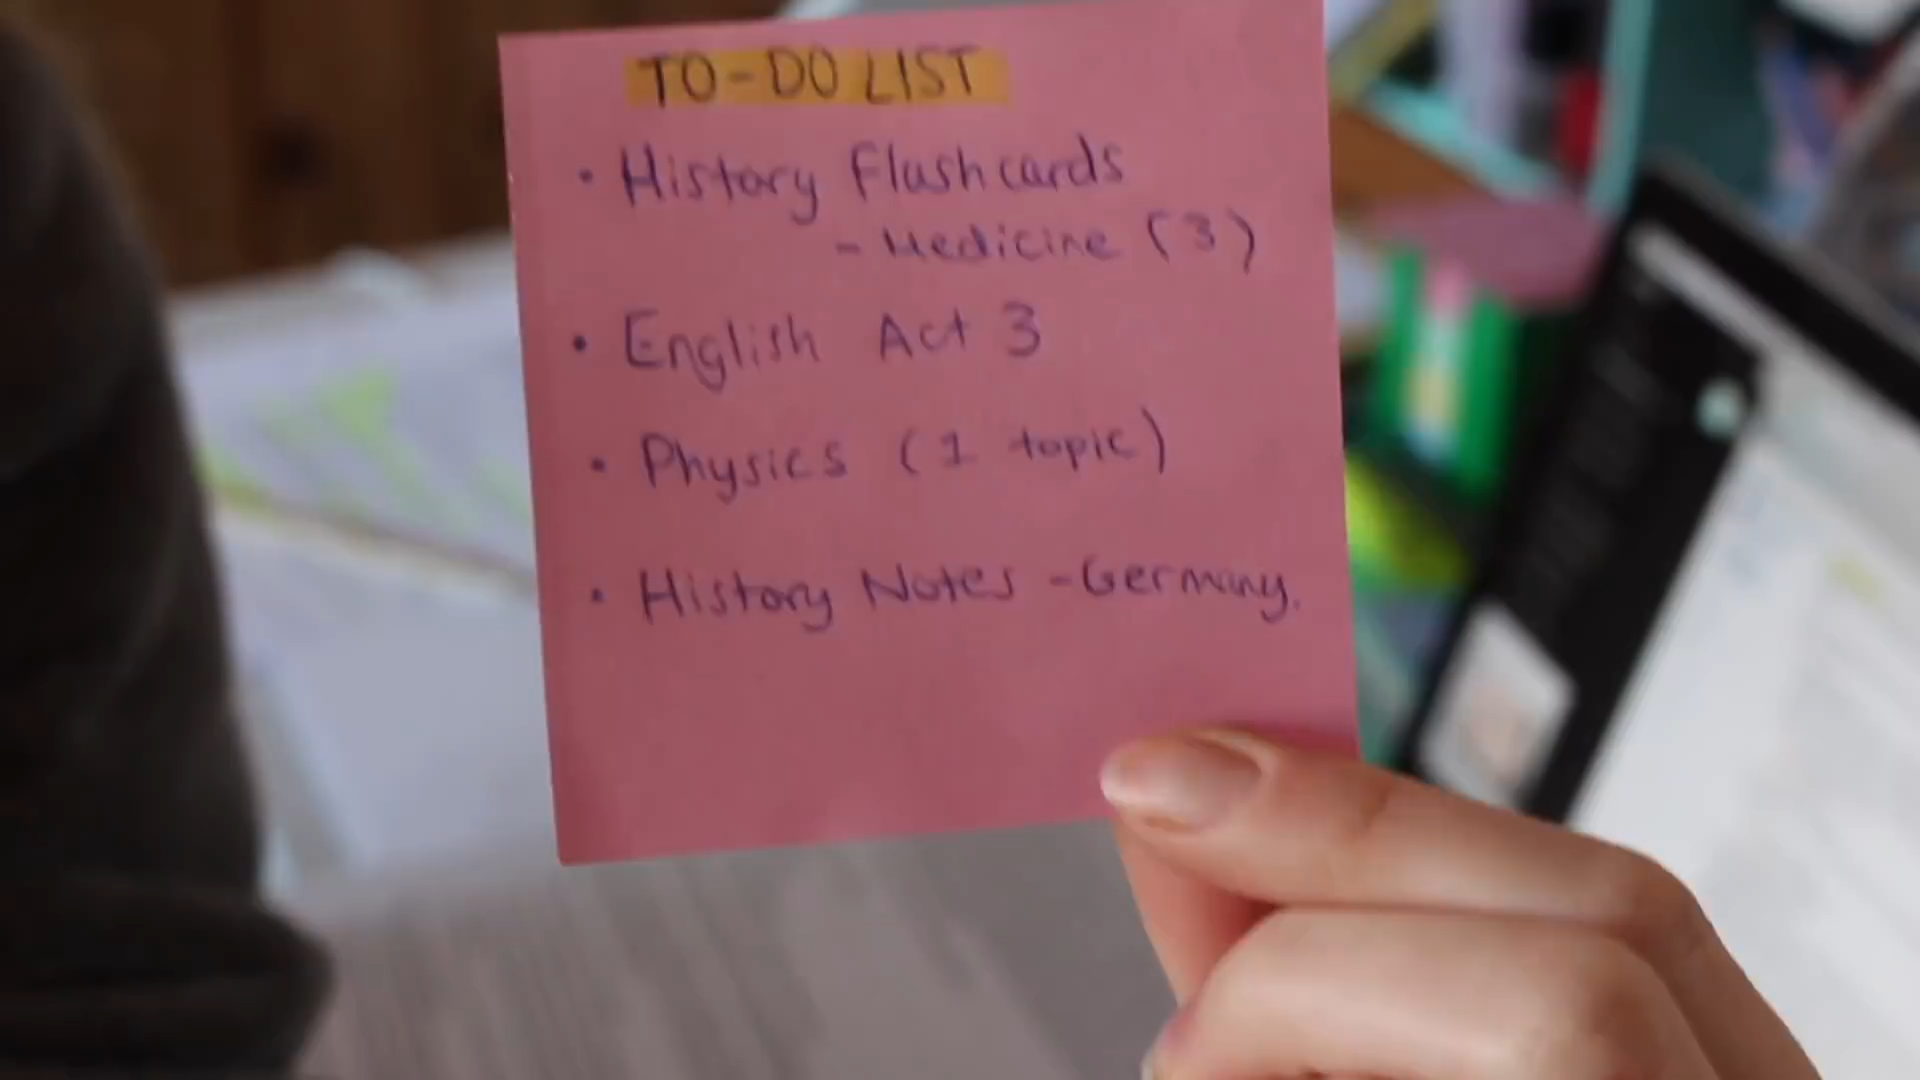 TO-DO LIST
• History Flashcards
- Medicine (3)
• English Act 3
• Physics (1 topic)
• History Notes - Germany.